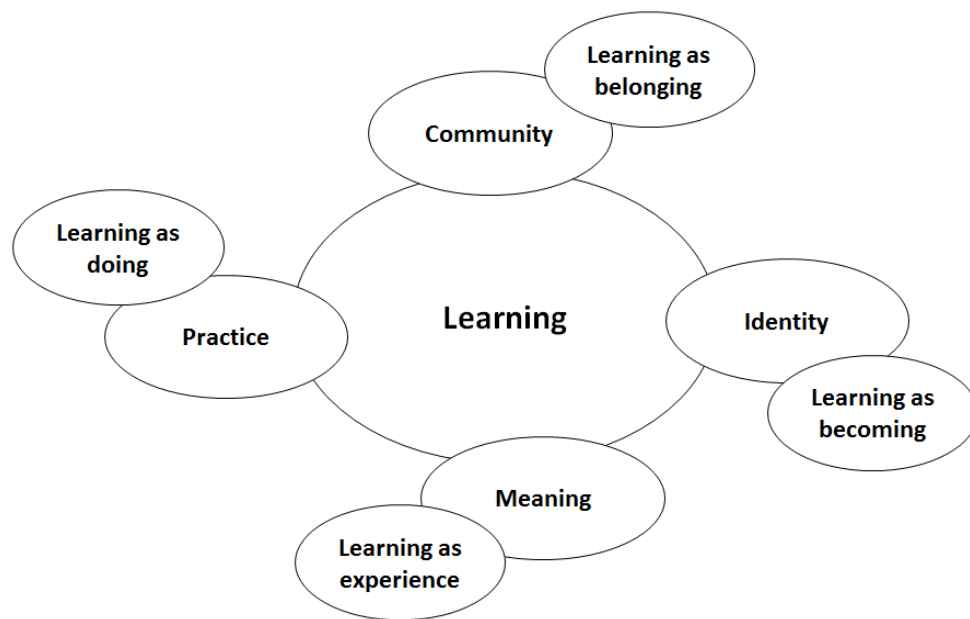 Learning as
belonging
Community
Learning as
doing
Practice
Learning
Identity
Learning as
becoming
Meaning
Learning as
experience